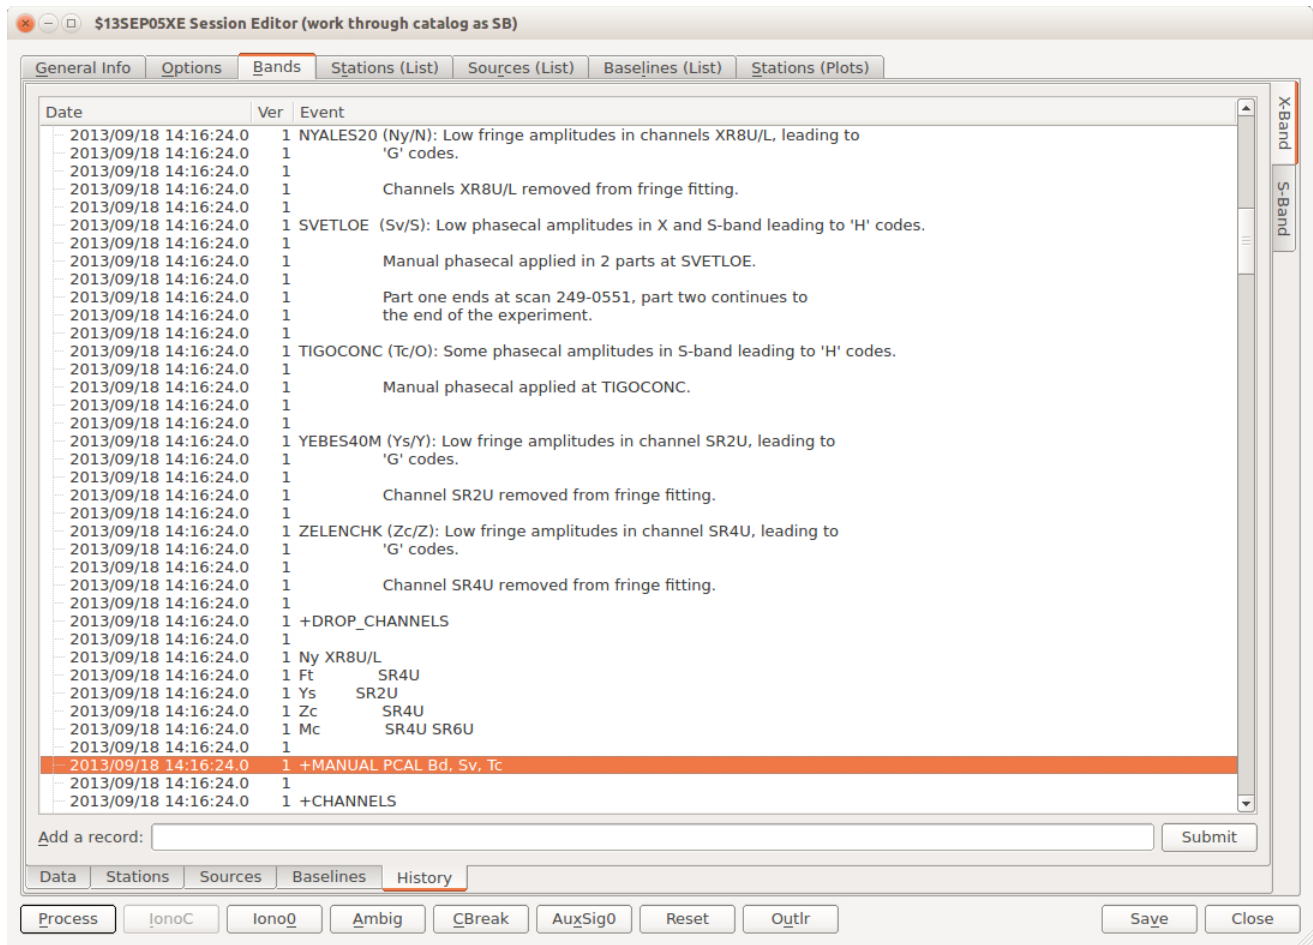 $13SEP05XE Session Editor (work through catalog as SB)
General Info Options Bands Stations (List) Sources (List) Baselines (List) Stations (Plots)
Date Ver Event
2013/09/18 14:16:24.0 1 NYALES20 (Ny/N): Low fringe amplitudes in channels XR8U/L, leading to
2013/09/18 14:16:24.0 1 'G' codes.
2013/09/18 14:16:24.0 1
2013/09/18 14:16:24.0 1 Channels XR8U/L removed from fringe fitting.
2013/09/18 14:16:24.0 1
2013/09/18 14:16:24.0 1 SVETLOE (Sv/S): Low phasecal amplitudes in X and S-band leading to 'H' codes.
2013/09/18 14:16:24.0 1
2013/09/18 14:16:24.0 1 Manual phasecal applied in 2 parts at SVETLOE.
2013/09/18 14:16:24.0 1
2013/09/18 14:16:24.0 1 Part one ends at scan 249-0551, part two continues to
2013/09/18 14:16:24.0 1 the end of the experiment.
2013/09/18 14:16:24.0 1
2013/09/18 14:16:24.0 1 TIGOCONC (Tc/O): Some phasecal amplitudes in S-band leading to 'H' codes.
2013/09/18 14:16:24.0 1
2013/09/18 14:16:24.0 1 Manual phasecal applied at TIGOCONC.
2013/09/18 14:16:24.0 1
2013/09/18 14:16:24.0 1
2013/09/18 14:16:24.0 1 YEBES40M (Ys/Y): Low fringe amplitudes in channel SR2U, leading to
2013/09/18 14:16:24.0 1 'G' codes.
2013/09/18 14:16:24.0 1
2013/09/18 14:16:24.0 1 Channel SR2U removed from fringe fitting.
2013/09/18 14:16:24.0 1
2013/09/18 14:16:24.0 1 ZELENCHK (Zc/Z): Low fringe amplitudes in channel SR4U, leading to
2013/09/18 14:16:24.0 1 'G' codes.
2013/09/18 14:16:24.0 1
2013/09/18 14:16:24.0 1 Channel SR4U removed from fringe fitting.
2013/09/18 14:16:24.0 1
2013/09/18 14:16:24.0 1 +DROP_CHANNELS
2013/09/18 14:16:24.0 1
2013/09/18 14:16:24.0 1 Ny XR8U/L
2013/09/18 14:16:24.0 1 Ft SR4U
2013/09/18 14:16:24.0 1 Ys SR2U
2013/09/18 14:16:24.0 1 Zc SR4U
2013/09/18 14:16:24.0 1 Mc SR4U SR6U
2013/09/18 14:16:24.0 1
2013/09/18 14:16:24.0 1 +MANUAL PCAL Bd, Sv, Tc
2013/09/18 14:16:24.0 1
2013/09/18 14:16:24.0 1 +CHANNELS
X-Band
S-Band
Add a record: Submit
Data Stations Sources Baselines History
Process IonoC Iono0 Ambig CBreak AuxSig0 Reset Outlr Save Close